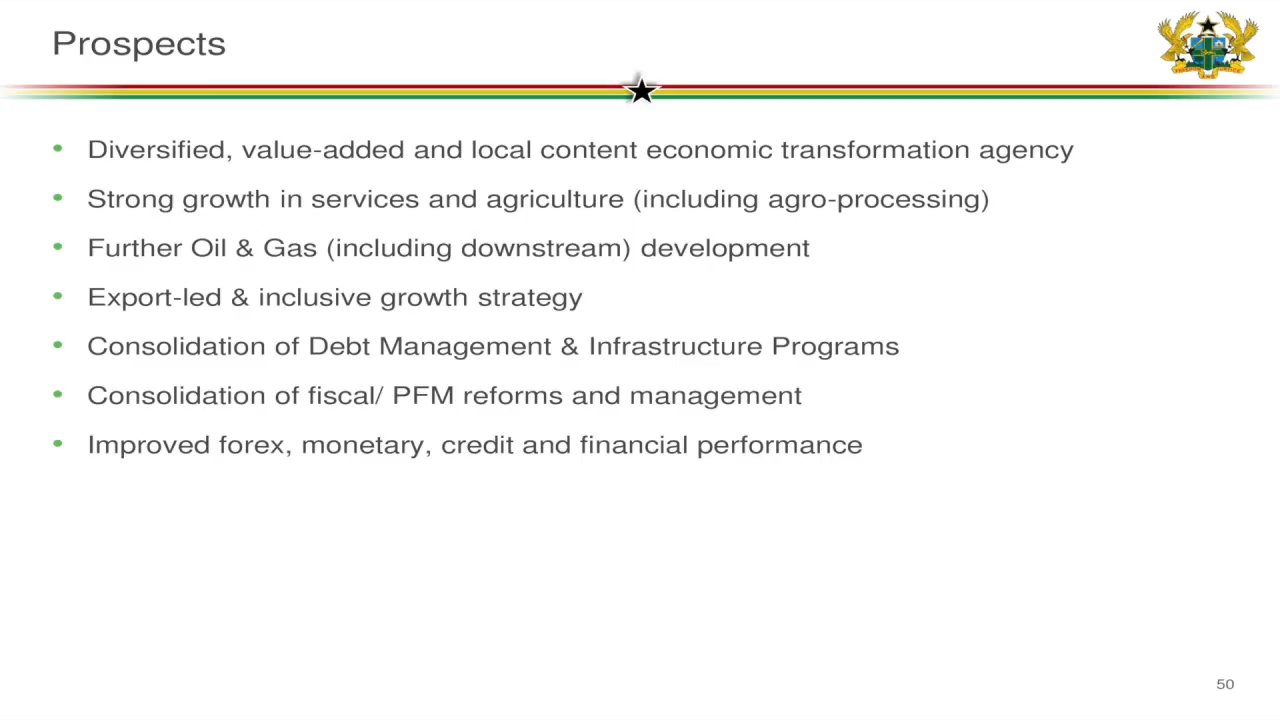 Prospects
• Diversified, value-added and local content economic transformation agency
• Strong growth in services and agriculture (including agro-processing)
• Further Oil & Gas (including downstream) development
• Export-led & inclusive growth strategy
• Consolidation of Debt Management & Infrastructure Programs
• Consolidation of fiscal/ PFM reforms and management
• Improved forex, monetary, credit and financial performance
50